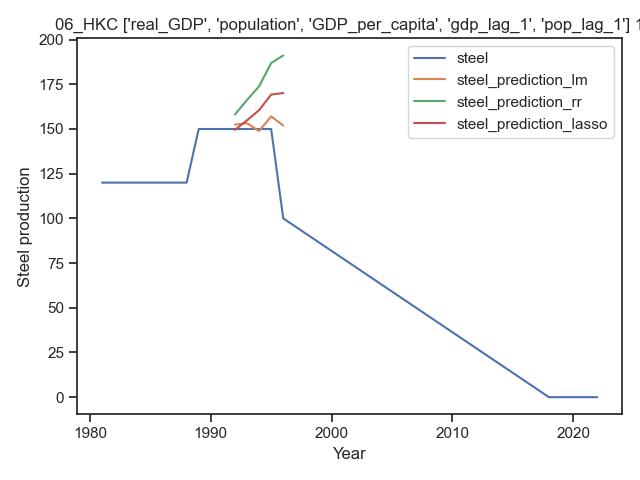 06_HKC ['real_GDP', 'population', 'GDP_per_capita', 'gdp_lag_1', 'pop_lag_1'] 1
200
175
150
125
100
75
50
25
0
Steel production
steel
steel_prediction_lm
steel_prediction_rr
steel_prediction_lasso
1980
1990
2000
2010
2020
Year